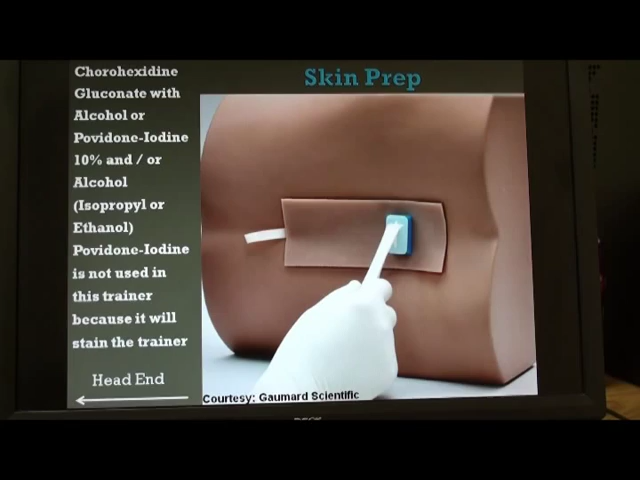 Skin Prep
Chorohexidine
Gluconate with
Alcohol or
Povidone-Iodine
10% and / or
Alcohol
(Isopropyl or
Ethanol)
Povidone-Iodine
is not used in
this trainer
because it will
stain the trainer
Head End
Courtesy: Gaumard Scientific